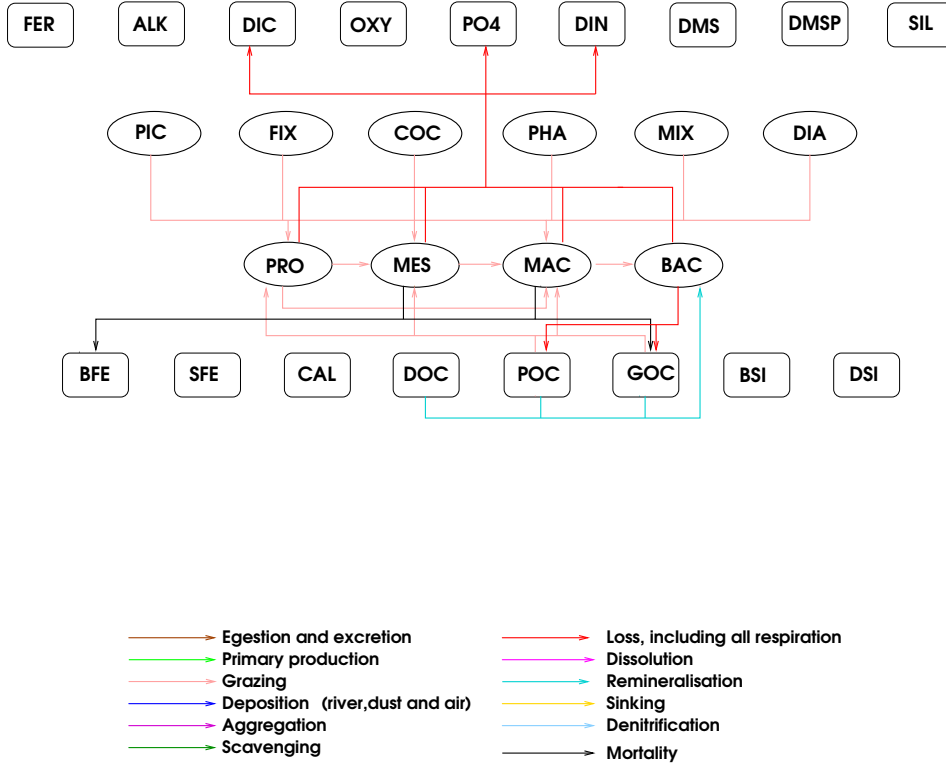 FER ALK DIC OXY PO4 DIN DMS DMSP SIL
PIC FIX COC PHA MIX DIA
PRO MES MAC BAC
BFE SFE CAL DOC POC GOC BSI DSI
Egestion and excretion
Primary production
Grazing
Deposition (river,dust and air)
Aggregation
Scavenging
Loss, including all respiration
Dissolution
Remineralisation
Sinking
Denitrification
Mortality